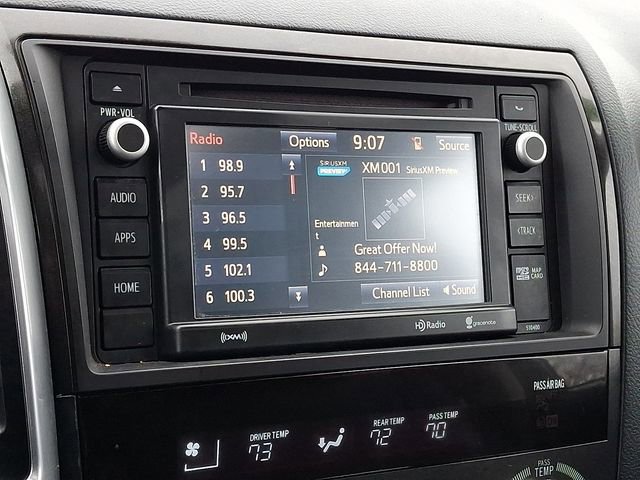 PWR•VOL
TUNE•SCROLL
AUDIO
APPS
HOME
SEEK>
<TRACK
micro SD MAP
CARD
510400
Radio
Options
9:07
Source
1 98.9
2 95.7
3 96.5
4 99.5
5 102.1
6 100.3
SIRIUSXM
PREVIEW
XM001 SiriusXM Preview
Entertainmen
t
Great Offer Now!
844-711-8800
Channel List
Sound
((XM))
HD Radio
gracenote
PASS AIR BAG
DRIVER TEMP
73
REAR TEMP
72
PASS TEMP
70
PASS
TEMP